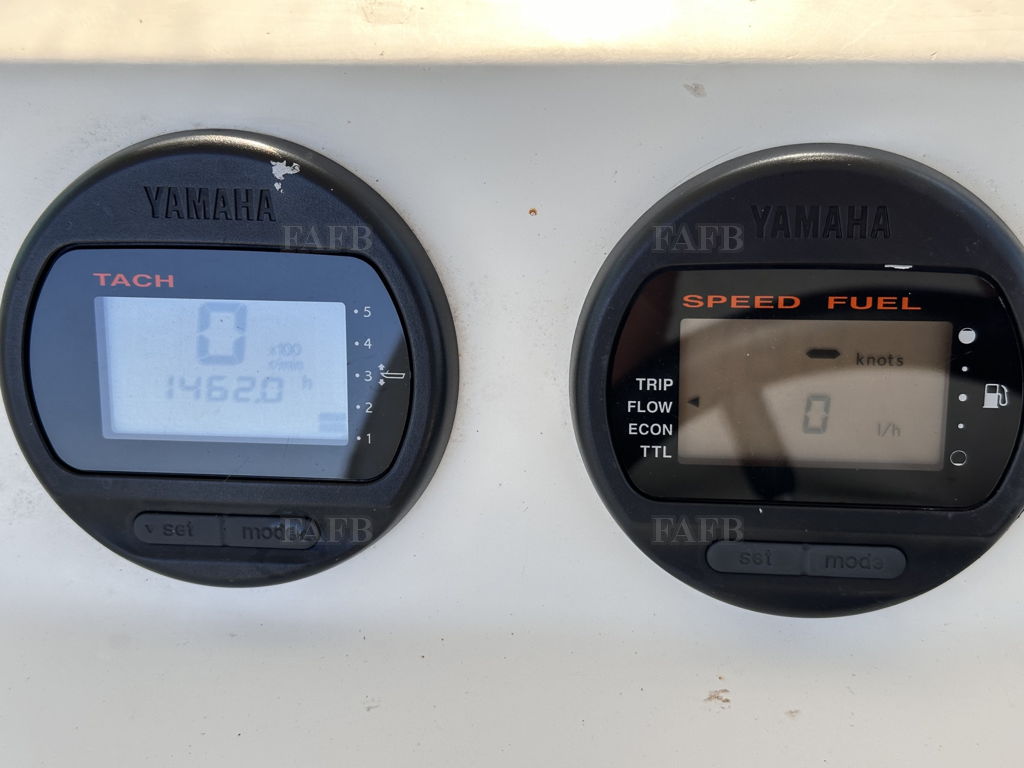 YAMAHA
FAFB
TACH
0
x100
r/min
1462.0 h
5
4
3
2
1
set mode
FAFB
YAMAHA
FAFB
SPEED FUEL
- knots
TRIP
FLOW
ECON
TTL
0 l/h
FAFB
set mode